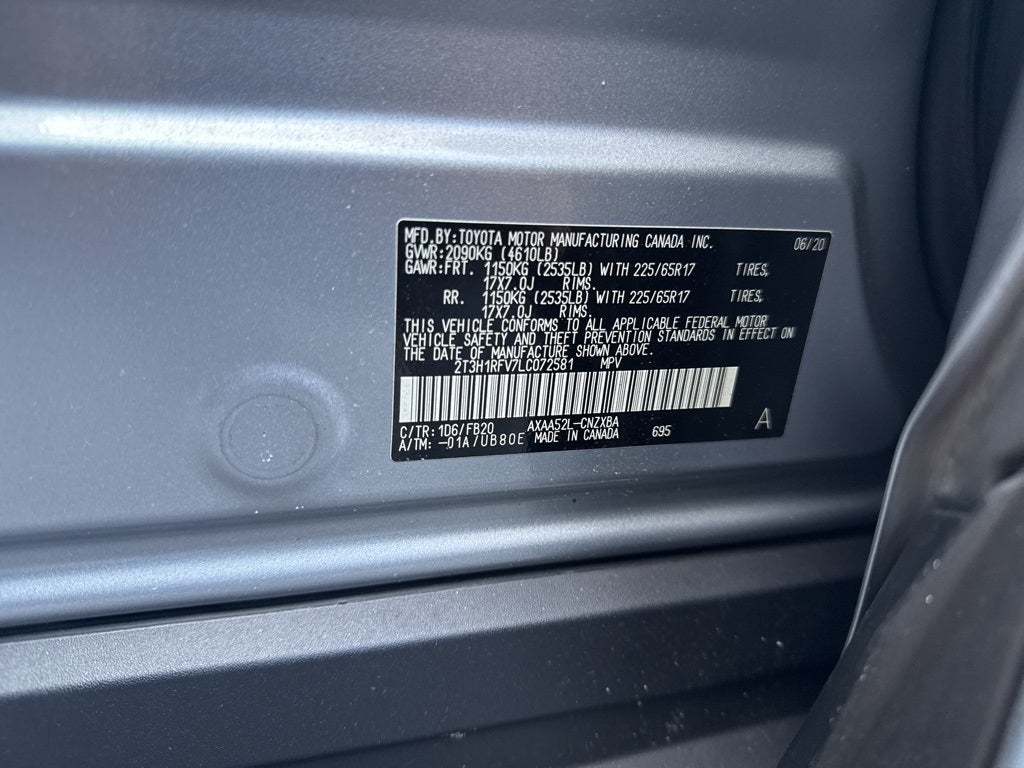 MFD.BY:TOYOTA MOTOR MANUFACTURING CANADA INC. 06/20
GVWR:2090KG (4610LB)
GAWR:FRT. 1150KG (2535LB) WITH 225/65R17 TIRES,
17X7.0J RIMS.
RR. 1150KG (2535LB) WITH 225/65R17 TIRES,
17X7.0J RIMS.
THIS VEHICLE CONFORMS TO ALL APPLICABLE FEDERAL MOTOR
VEHICLE SAFETY AND THEFT PREVENTION STANDARDS IN EFFECT ON
THE DATE OF MANUFACTURE SHOWN ABOVE.
2T3H1RFV7LC072581 MPV
C/TR:1D6/FB20 AXAA52L-CNZXBA 695 A
A/TM:-01A/UB80E MADE IN CANADA